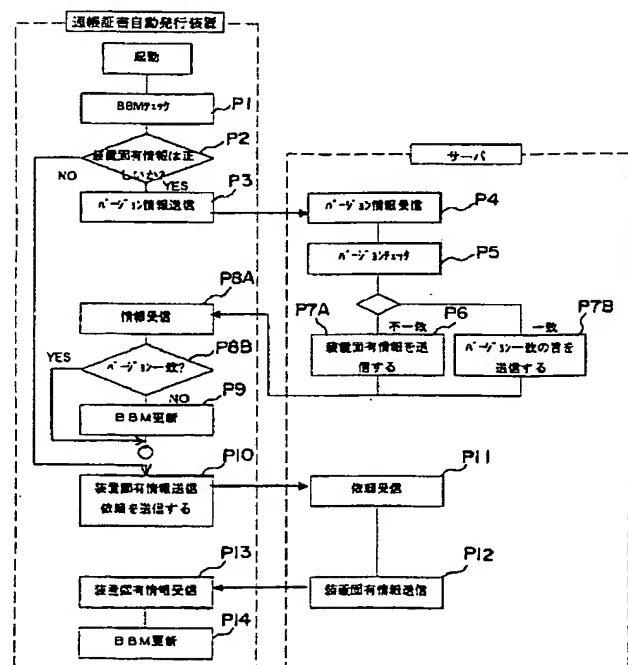 通帳証書自動発行装置
起動
BBMチェック
P1
P2
装置固有情報は正
しいか?
NO
YES
P3
バージョン情報送信
サーバ
バージョン情報受信
P4
P5
バージョンチェック
P8A
情報受信
P7A
P6
P7B
不一致
一致
装置固有情報を送
信する
バージョン一致の旨を
送信する
YES
P8B
バージョン一致?
NO
P9
BBM更新
P10
装置固有情報送信
依頼を送信する
P11
依頼受信
P12
装置固有情報送信
P13
装置固有情報受信
P14
BBM更新